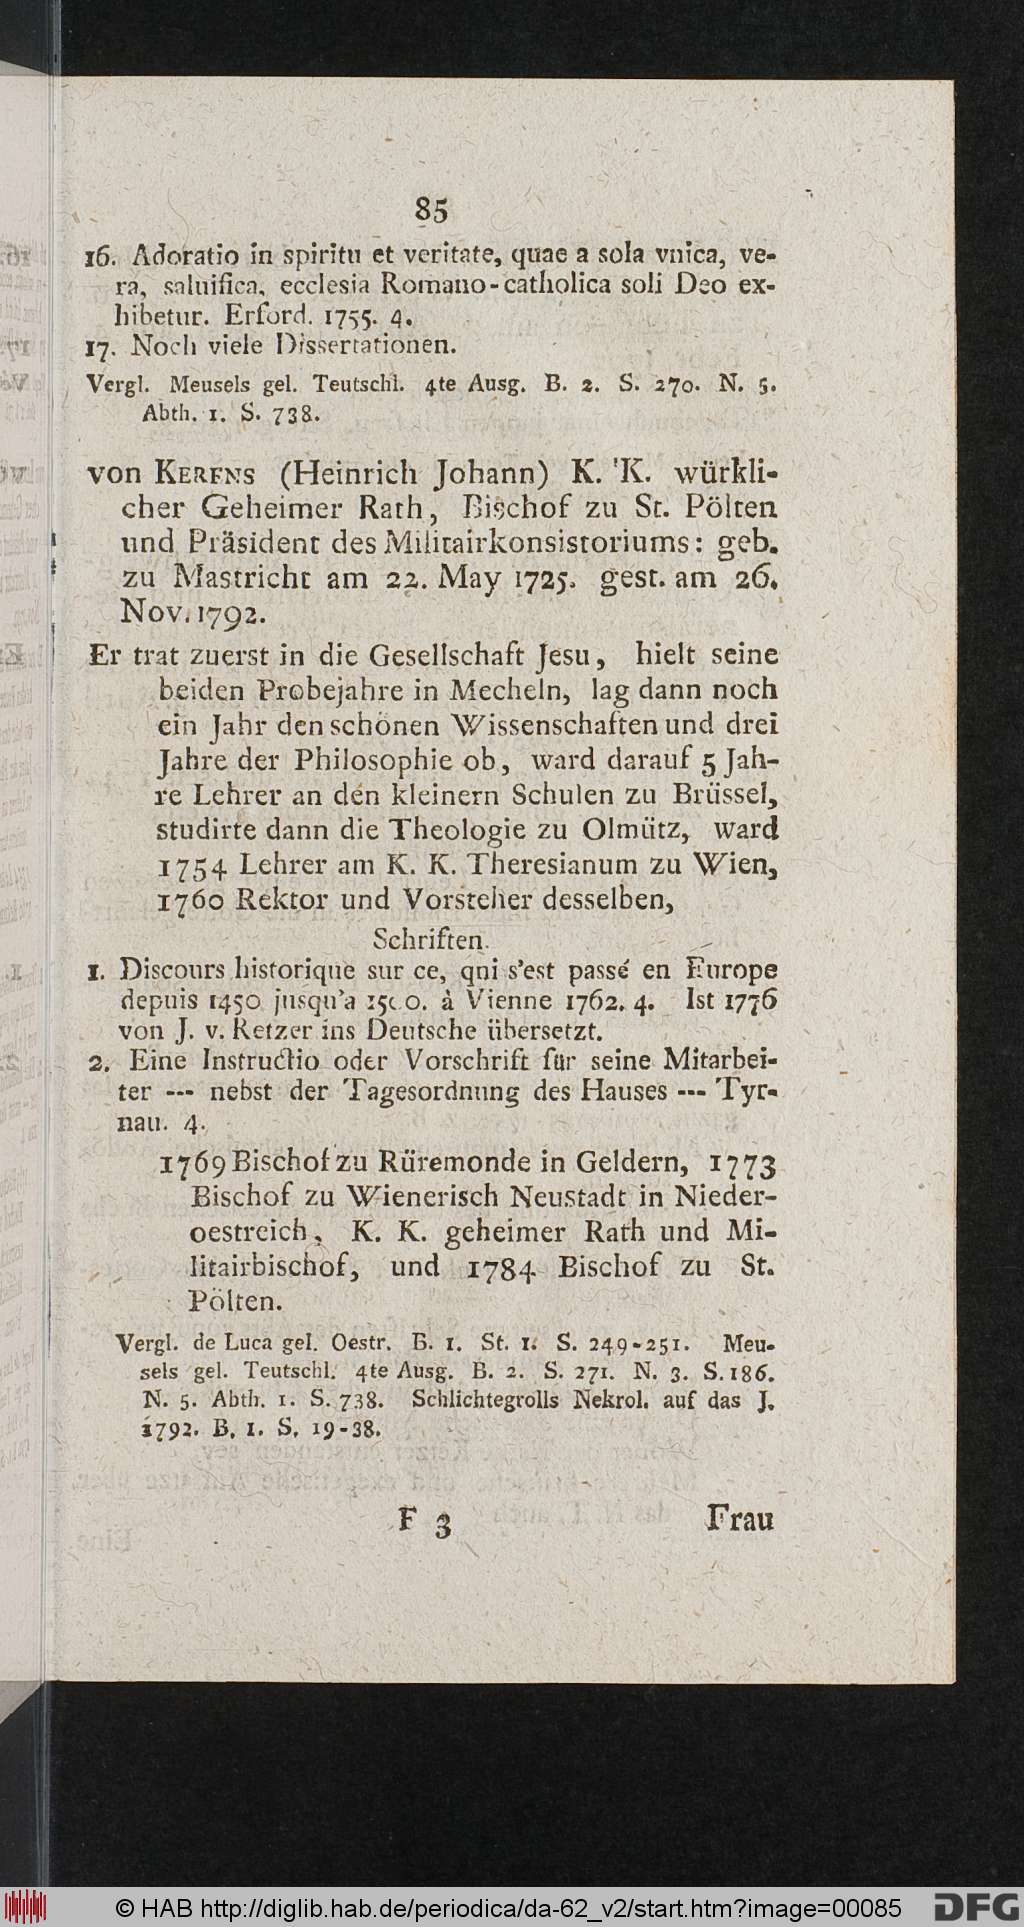 85
16. Adoratio in spiritu et veritate, quae a sola vnica, ve-
ra, saluifica, ecclesia Romano-catholica soli Deo ex-
hibetur. Erford. 1755. 4.
17. Noch viele Dissertationen.
Vergl. Meusels gel. Teutschl. 4te Ausg. B. 2. S. 270. N. 5.
Abth. 1. S. 738.
von KERENS (Heinrich Johann) K. K. würkli-
cher Geheimer Rath, Bischof zu St. Pölten
und Präsident des Militairkonsistoriums: geb.
zu Mastricht am 22. May 1725. gest. am 26.
Nov. 1792.
Er trat zuerst in die Gesellschaft Jesu, hielt seine
beiden Probejahre in Mecheln, lag dann noch
ein Jahr den schönen Wissenschaften und drei
Jahre der Philosophie ob, ward darauf 5 Jah-
re Lehrer an den kleinern Schulen zu Brüssel,
studirte dann die Theologie zu Olmütz, ward
1754 Lehrer am K. K. Theresianum zu Wien,
1760 Rektor und Vorsteher desselben,
Schriften.
1. Discours historique sur ce, qni s'est passé en Europe
depuis 1450 jusqu'a 1500. à Vienne 1762. 4. Ist 1776
von J. v. Retzer ins Deutsche übersetzt.
2. Eine Instructio oder Vorschrift für seine Mitarbei-
ter --- nebst der Tagesordnung des Hauses --- Tyr-
nau. 4.
1769 Bischof zu Rüremonde in Geldern, 1773
Bischof zu Wienerisch Neustadt in Nieder-
oestreich, K. K. geheimer Rath und Mi-
litairbischof, und 1784 Bischof zu St.
Pölten.
Vergl. de Luca gel. Oestr. B. 1. St. 1. S. 249-251. Meu-
sels gel. Teutschl. 4te Ausg. B. 2. S. 271. N. 3. S. 186.
N. 5. Abth. 1. S. 738. Schlichtegrolls Nekrol. auf das J.
1792. B. 1. S. 19-38.
F 3 Frau
© HAB http://diglib.hab.de/periodica/da-62_v2/start.htm?image=00085 DFG